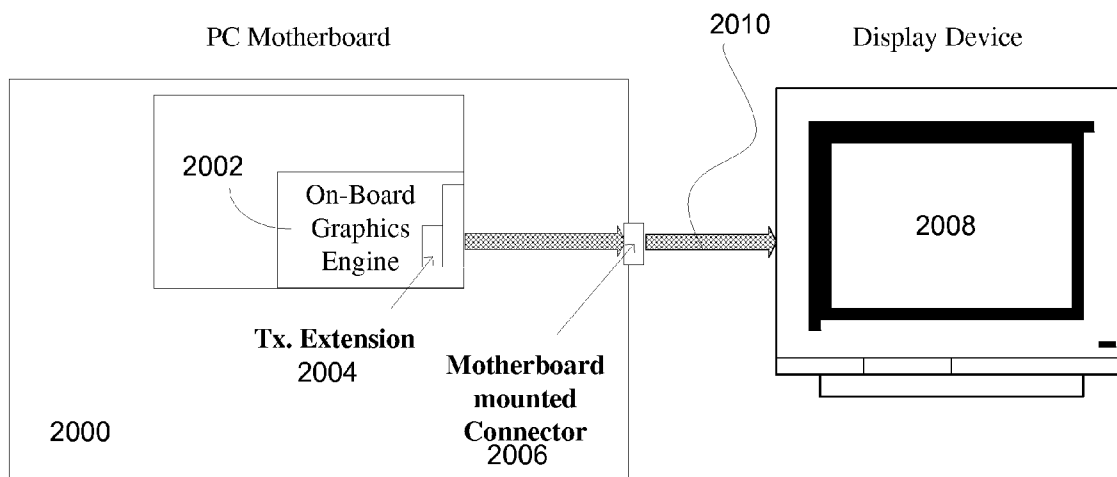 PC Motherboard
2010
Display Device
2002
On-Board
Graphics
Engine
2008
Tx. Extension
2004
Motherboard
mounted
Connector
2006
2000